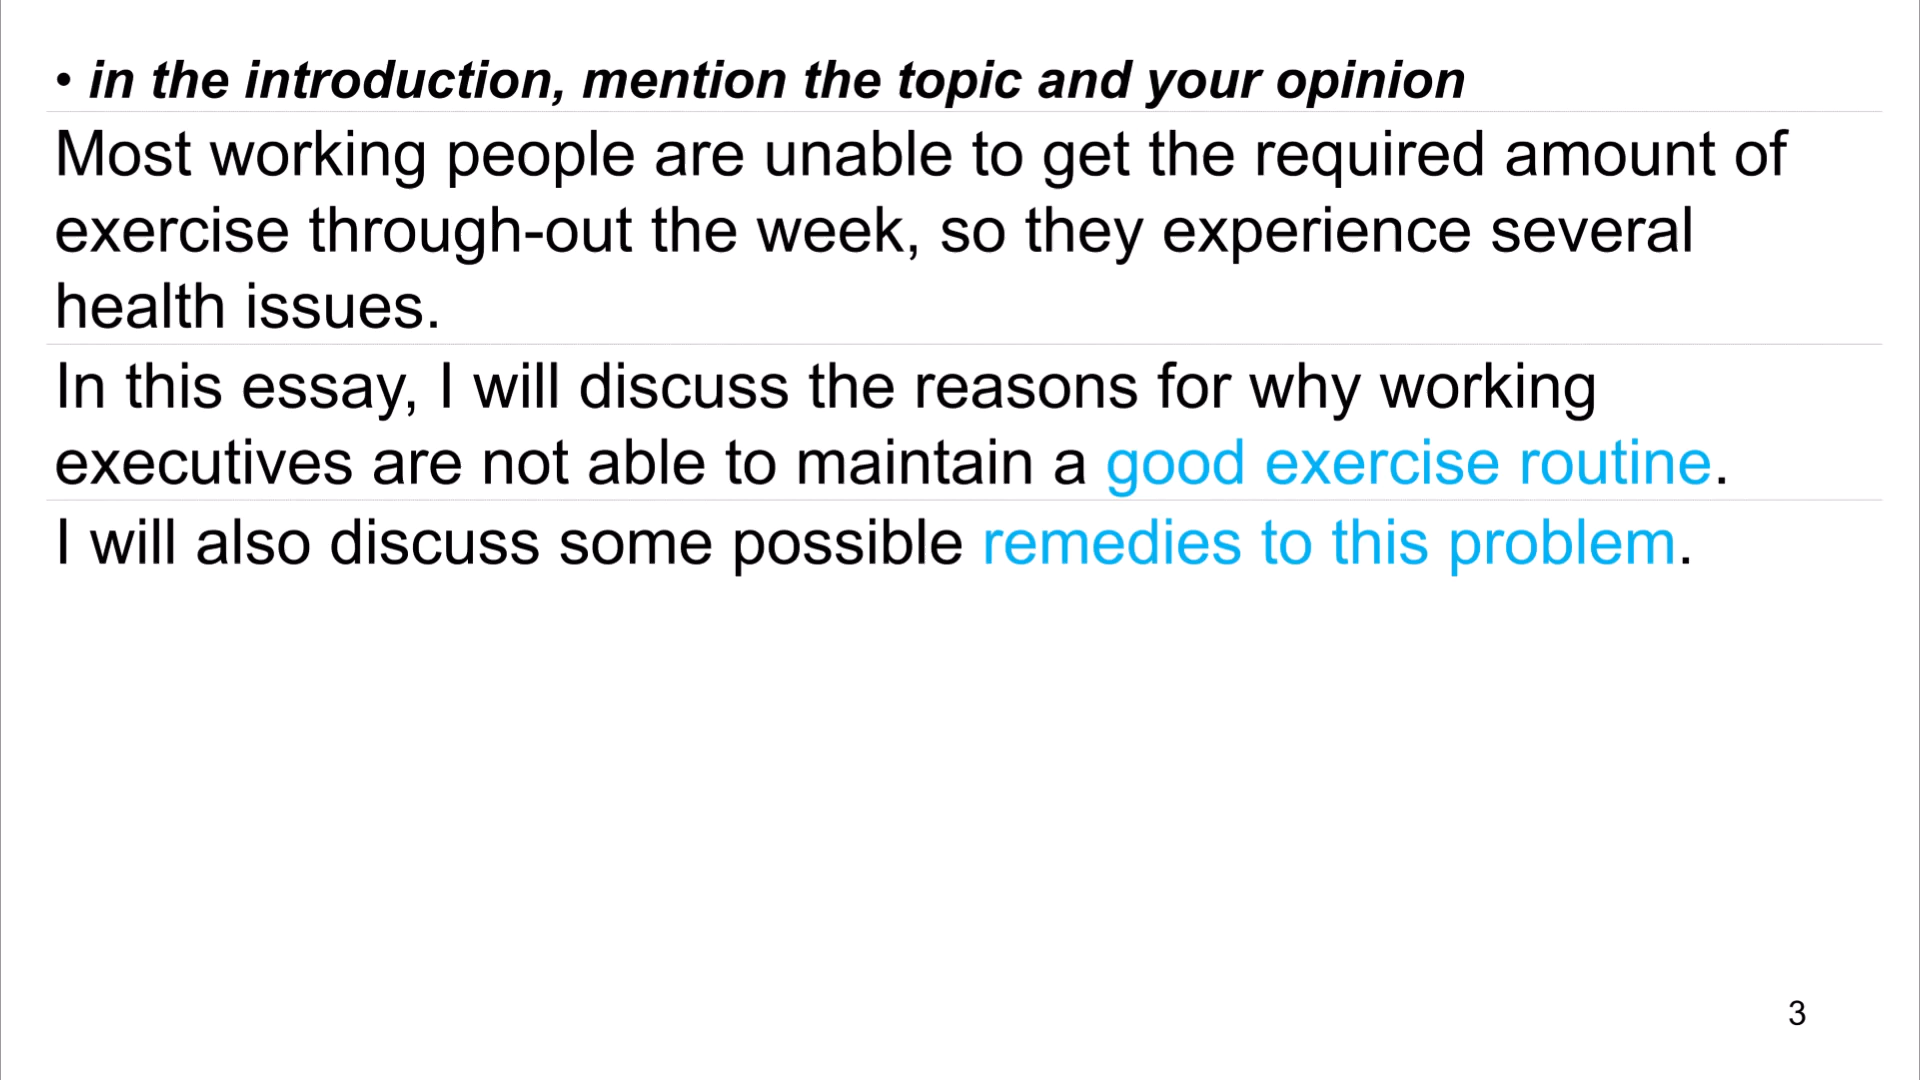 • in the introduction, mention the topic and your opinion
Most working people are unable to get the required amount of
exercise through-out the week, so they experience several
health issues.
In this essay, I will discuss the reasons for why working
executives are not able to maintain a good exercise routine.
I will also discuss some possible remedies to this problem.
3